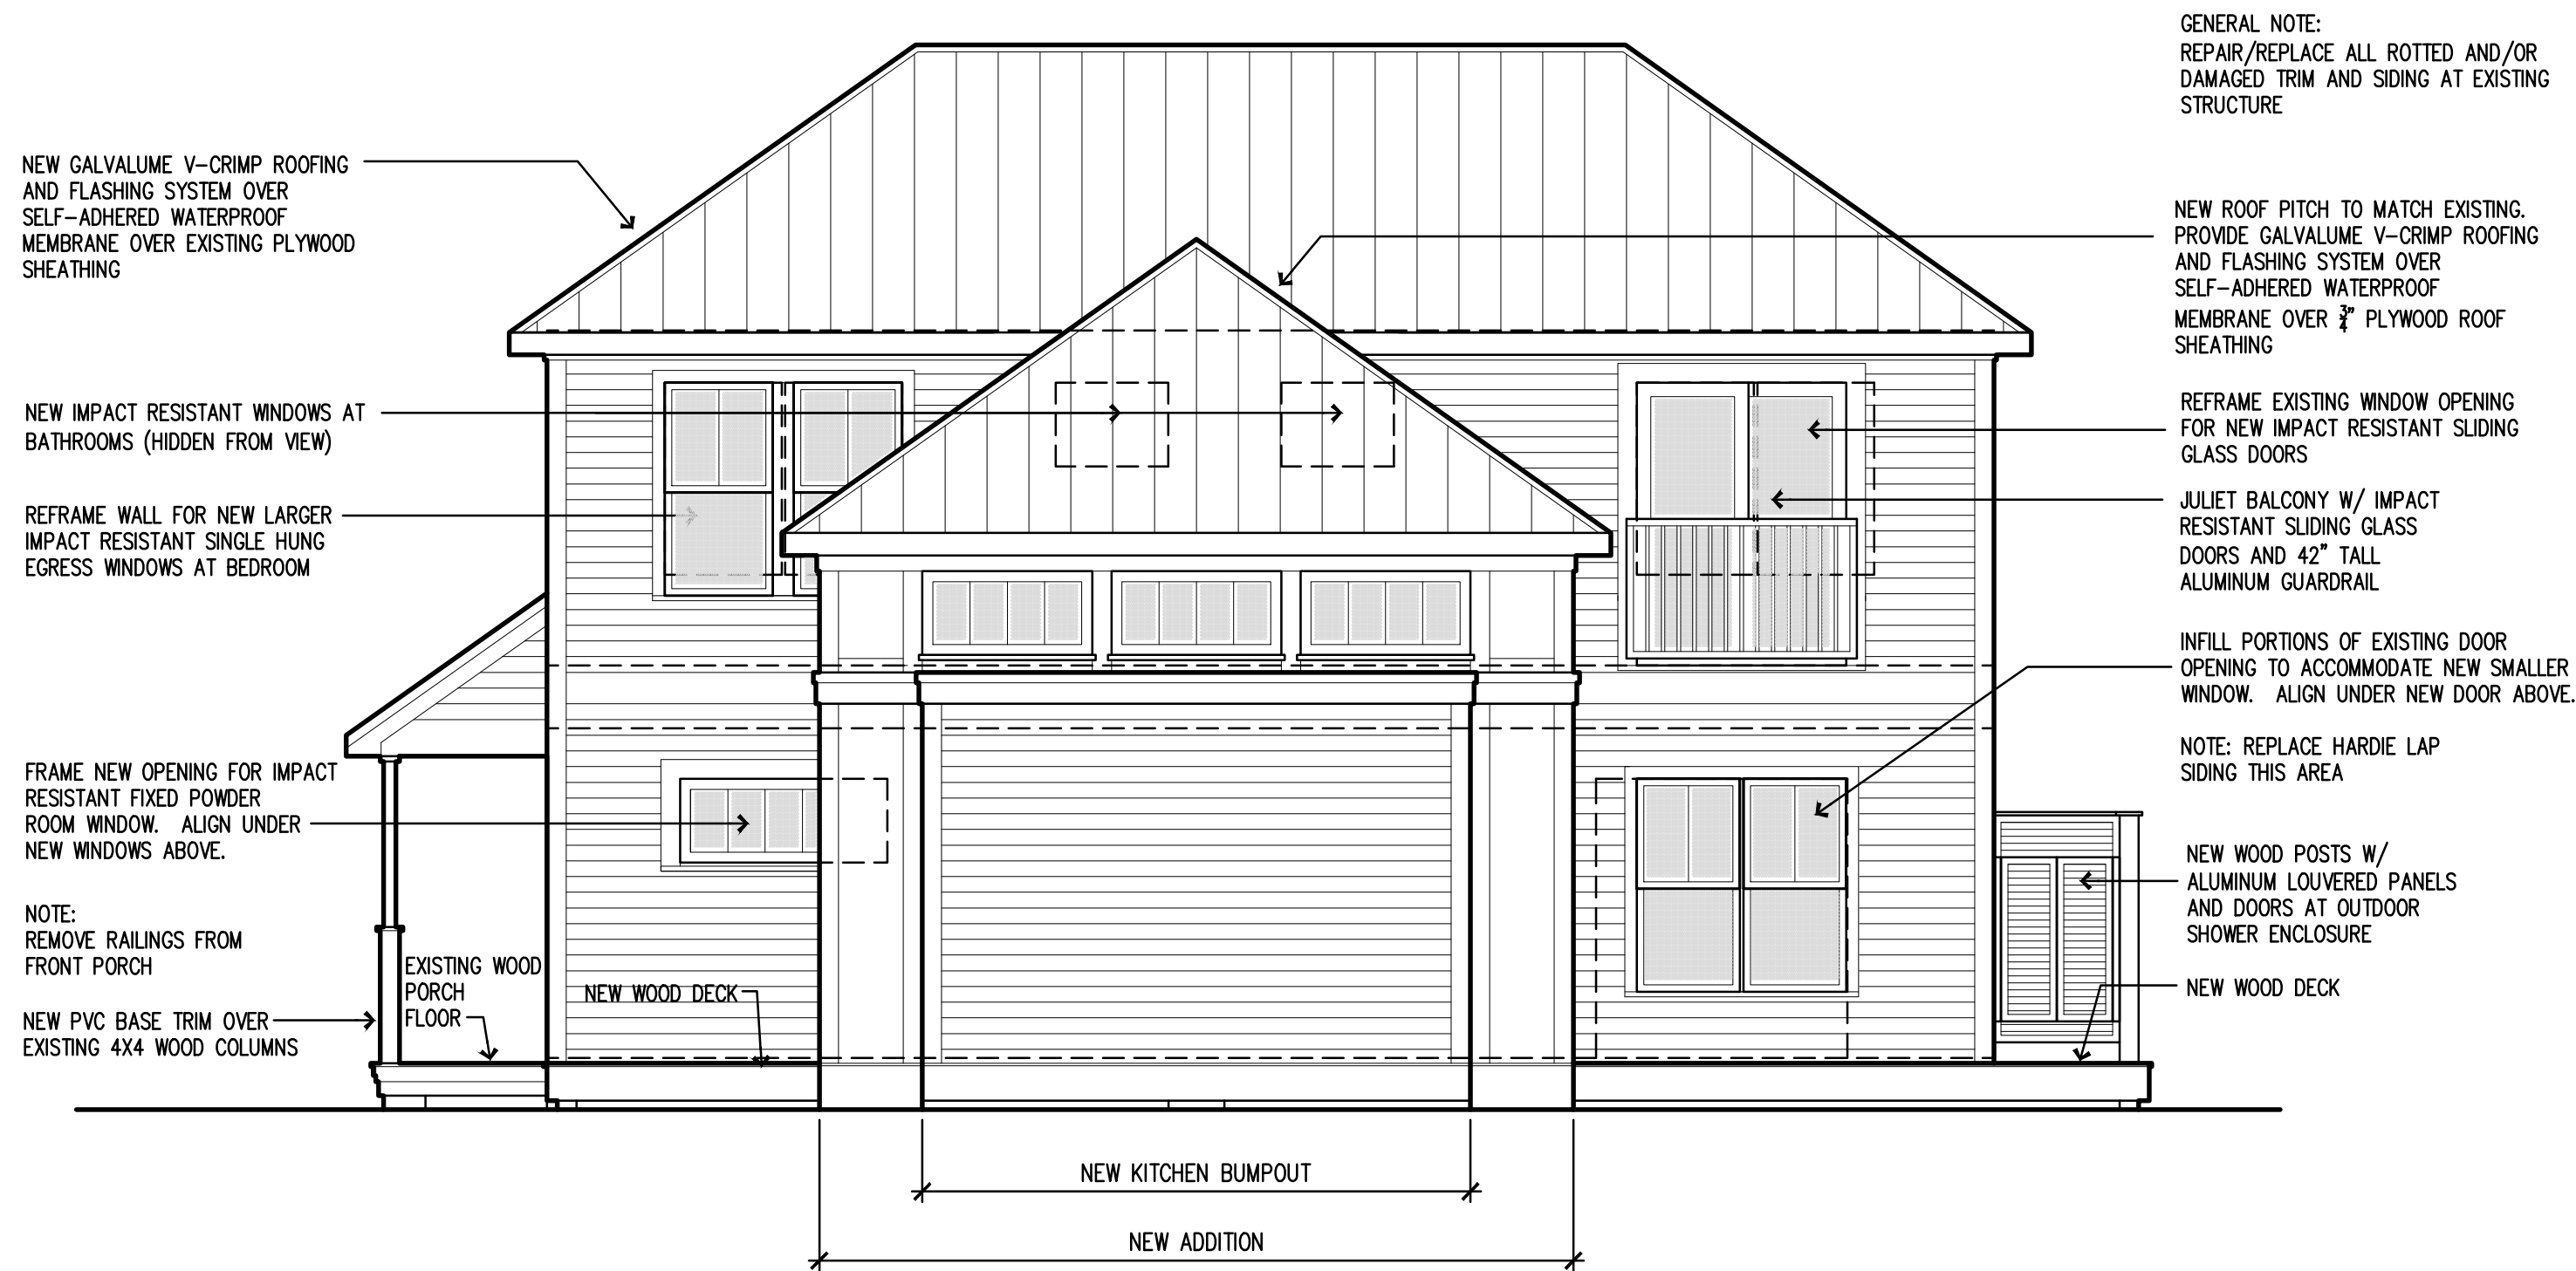 GENERAL NOTE:
REPAIR/REPLACE ALL ROTTED AND/OR
DAMAGED TRIM AND SIDING AT EXISTING
STRUCTURE
NEW GALVALUME V-CRIMP ROOFING
AND FLASHING SYSTEM OVER
SELF-ADHERED WATERPROOF
MEMBRANE OVER EXISTING PLYWOOD
SHEATHING
NEW ROOF PITCH TO MATCH EXISTING.
PROVIDE GALVALUME V-CRIMP ROOFING
AND FLASHING SYSTEM OVER
SELF-ADHERED WATERPROOF
MEMBRANE OVER 3/4" PLYWOOD ROOF
SHEATHING
NEW IMPACT RESISTANT WINDOWS AT
BATHROOMS (HIDDEN FROM VIEW)
REFRAME EXISTING WINDOW OPENING
FOR NEW IMPACT RESISTANT SLIDING
GLASS DOORS
REFRAME WALL FOR NEW LARGER
IMPACT RESISTANT SINGLE HUNG
EGRESS WINDOWS AT BEDROOM
JULIET BALCONY W/ IMPACT
RESISTANT SLIDING GLASS
DOORS AND 42" TALL
ALUMINUM GUARDRAIL
INFILL PORTIONS OF EXISTING DOOR
OPENING TO ACCOMMODATE NEW SMALLER
WINDOW. ALIGN UNDER NEW DOOR ABOVE.
NOTE: REPLACE HARDIE LAP
SIDING THIS AREA
FRAME NEW OPENING FOR IMPACT
RESISTANT FIXED POWDER
ROOM WINDOW. ALIGN UNDER
NEW WINDOWS ABOVE.
NEW WOOD POSTS W/
ALUMINUM LOUVERED PANELS
AND DOORS AT OUTDOOR
SHOWER ENCLOSURE
NOTE:
REMOVE RAILINGS FROM
FRONT PORCH
EXISTING WOOD
PORCH
FLOOR
NEW WOOD DECK
NEW WOOD DECK
NEW PVC BASE TRIM OVER
EXISTING 4X4 WOOD COLUMNS
NEW KITCHEN BUMPOUT
NEW ADDITION